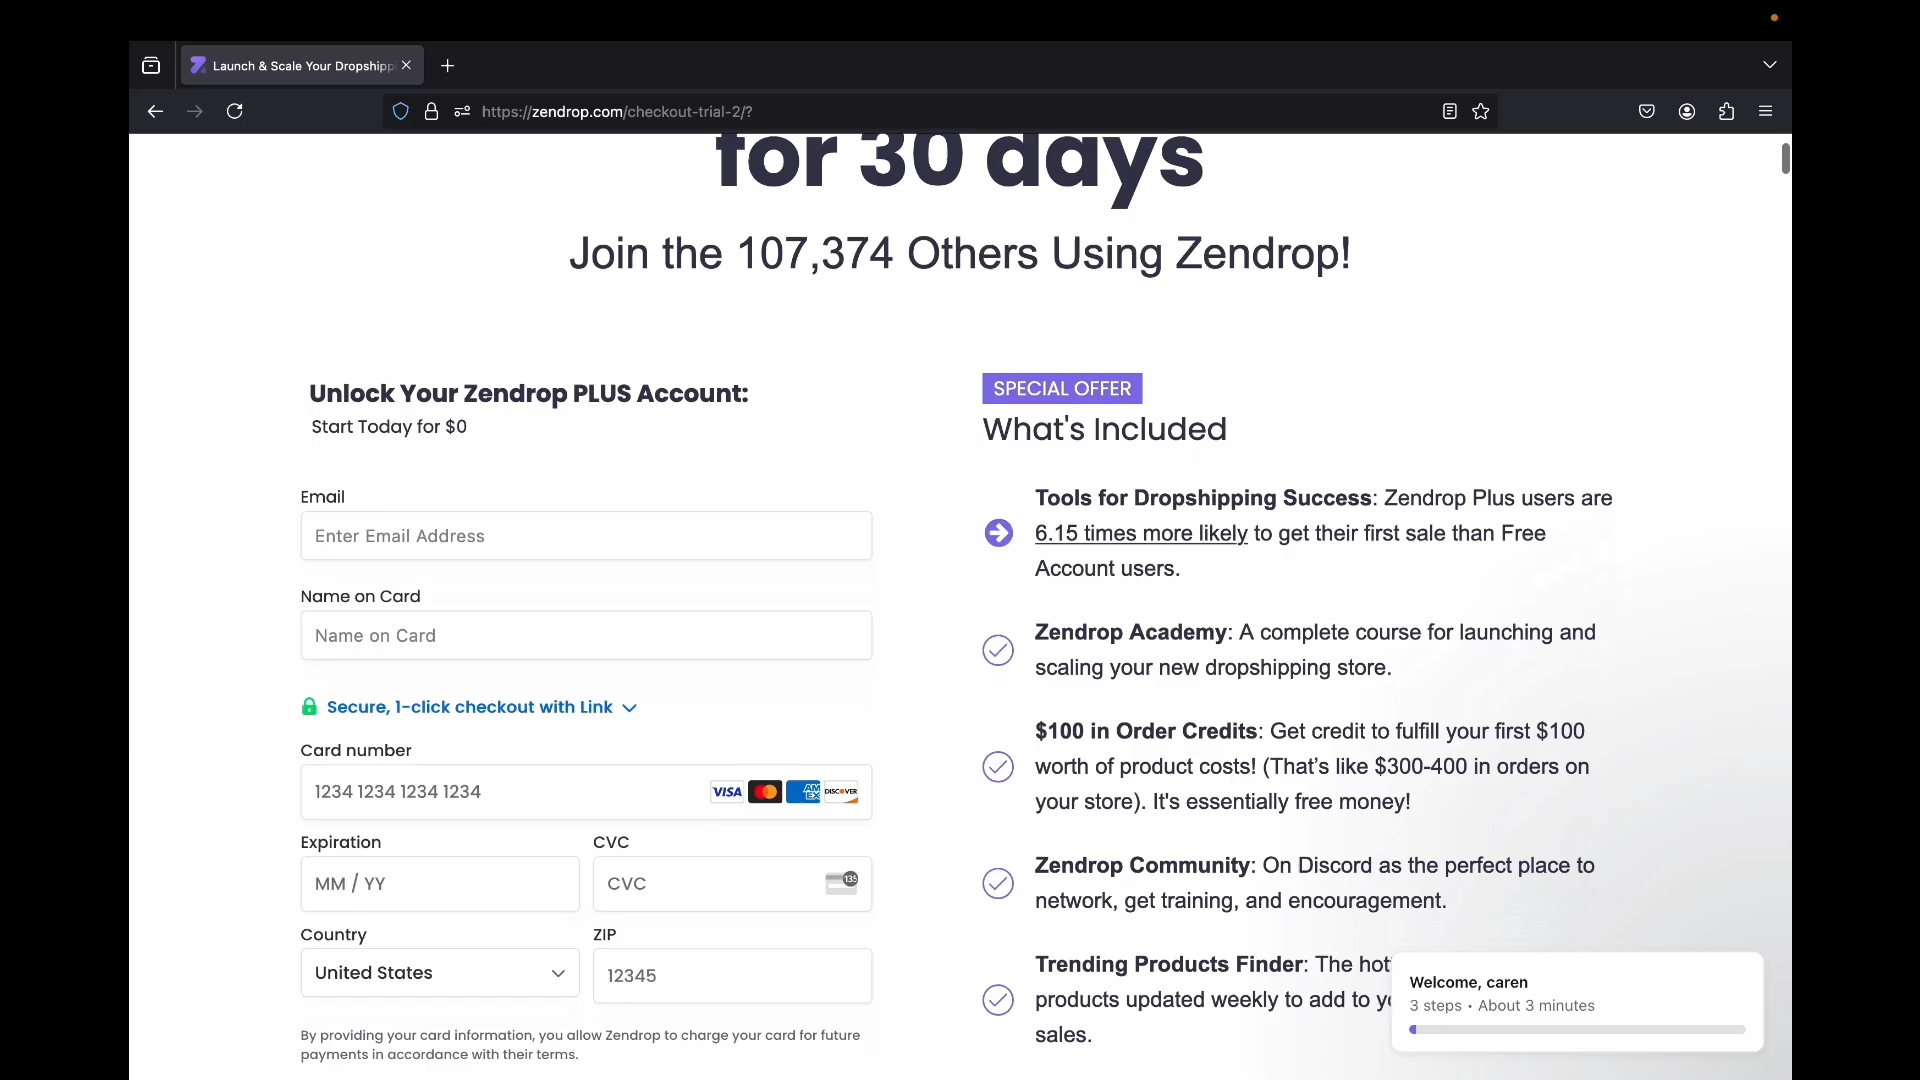 Launch & Scale Your Dropshipp
https://zendrop.com/checkout-trial-2/?
for 30 days
Join the 107,374 Others Using Zendrop!
Unlock Your Zendrop PLUS Account:
Start Today for $0
Email
Enter Email Address
Name on Card
Name on Card
Secure, 1-click checkout with Link
Card number
1234 1234 1234 1234
VISA
AM
EX
DISCOVER
Expiration
CVC
MM / YY
CVC
135
Country
ZIP
United States
12345
By providing your card information, you allow Zendrop to charge your card for future
payments in accordance with their terms.
SPECIAL OFFER
What's Included
Tools for Dropshipping Success: Zendrop Plus users are
6.15 times more likely to get their first sale than Free
Account users.
Zendrop Academy: A complete course for launching and
scaling your new dropshipping store.
$100 in Order Credits: Get credit to fulfill your first $100
worth of product costs! (That’s like $300-400 in orders on
your store). It's essentially free money!
Zendrop Community: On Discord as the perfect place to
network, get training, and encouragement.
Trending Products Finder: The hot
products updated weekly to add to y
sales.
Welcome, caren
3 steps • About 3 minutes